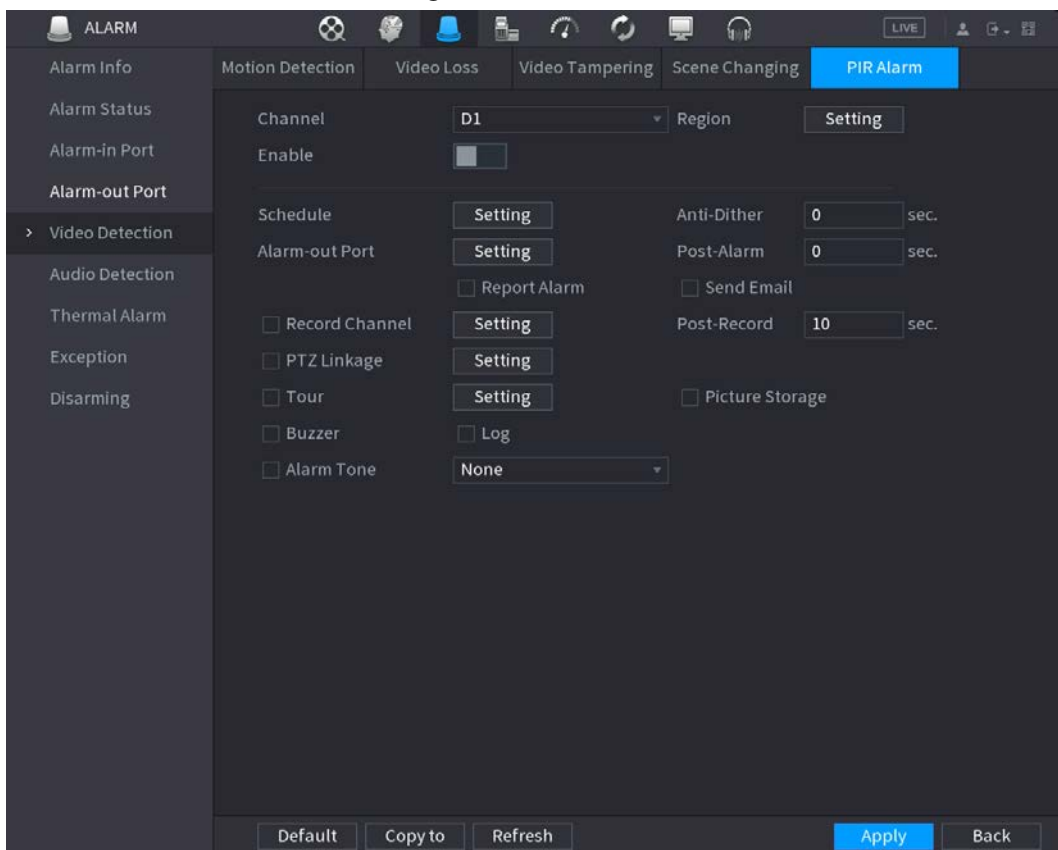 ALARM LIVE
Alarm Info
Alarm Status
Alarm-in Port
Alarm-out Port
> Video Detection
Audio Detection
Thermal Alarm
Exception
Disarming
Motion Detection Video Loss Video Tampering Scene Changing PIR Alarm
Channel D1 Region Setting
Enable
Schedule Setting Anti-Dither 0 sec.
Alarm-out Port Setting Post-Alarm 0 sec.
Report Alarm Send Email
Record Channel Setting Post-Record 10 sec.
PTZ Linkage Setting
Tour Setting Picture Storage
Buzzer Log
Alarm Tone None
Default Copy to Refresh Apply Back